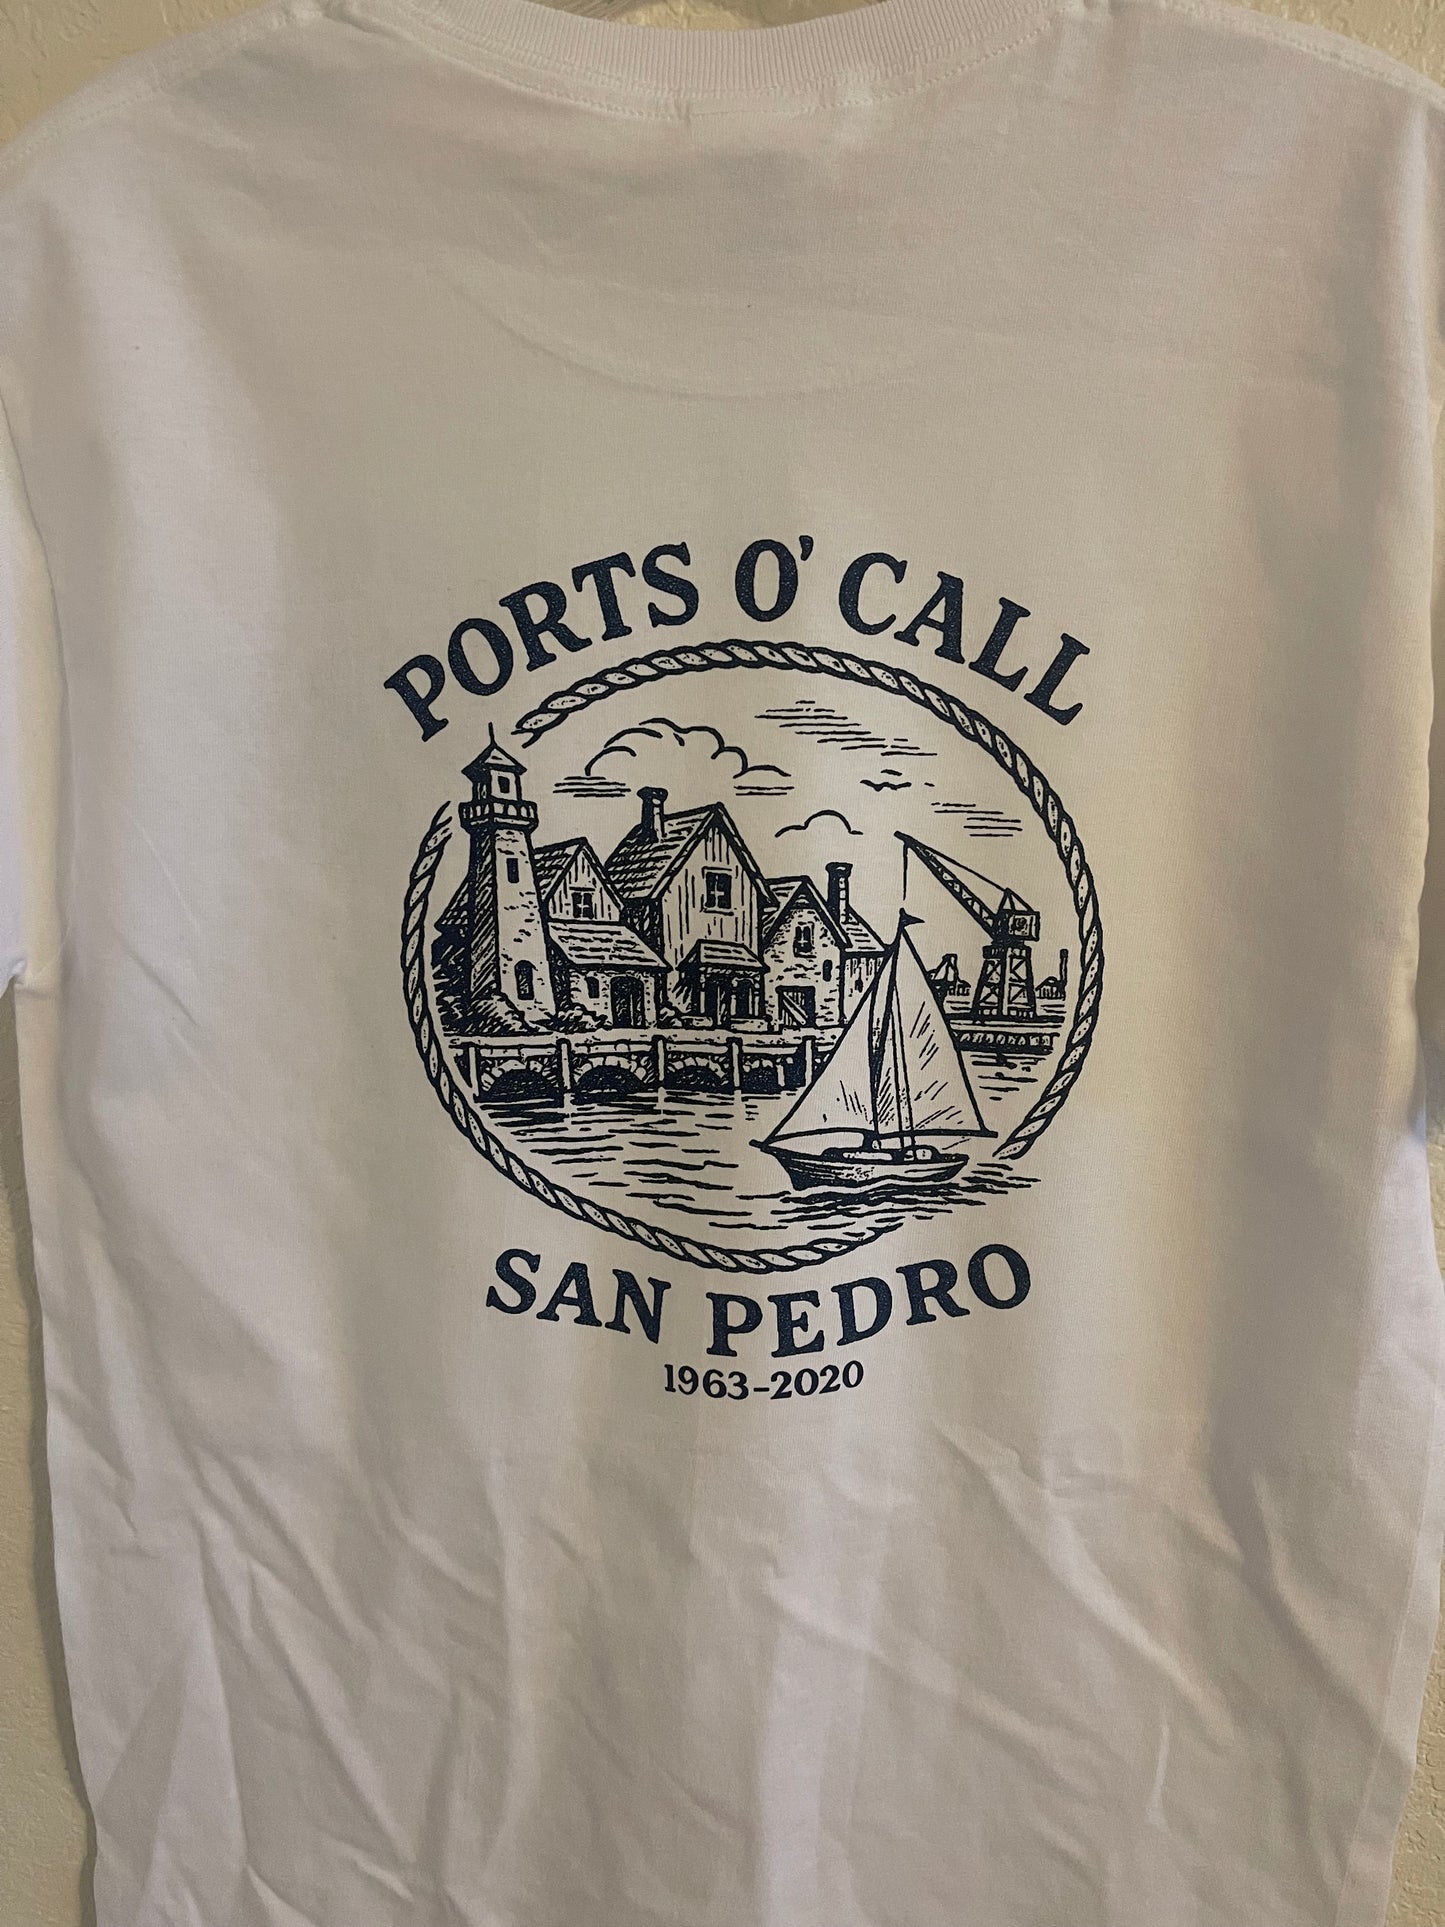 PORTS O' CALL
SAN PEDRO
1963-2020